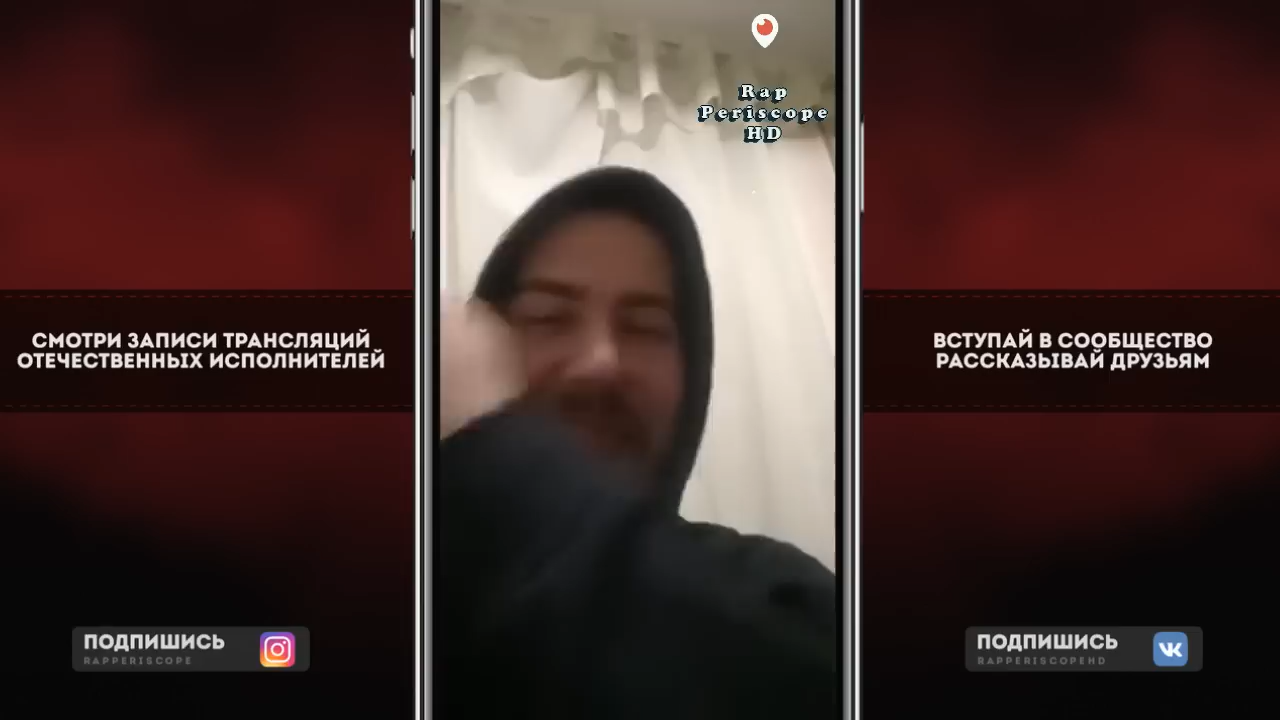 Rap
Periscope
HD
СМОТРИ ЗАПИСИ ТРАНСЛЯЦИЙ
ОТЕЧЕСТВЕННЫХ ИСПОЛНИТЕЛЕЙ
ВСТУПАЙ В СООБЩЕСТВО
РАССКАЗЫВАЙ ДРУЗЬЯМ
ПОДПИШИСЬ
RAPPERISCOPE
ПОДПИШИСЬ
RAPPERISCOPEHD